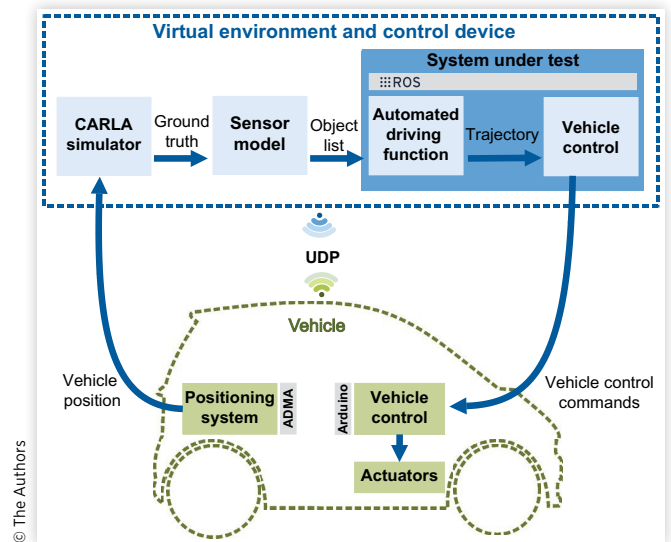 Virtual environment and control device
System under test
ROS
CARLA
simulator
Ground
truth
Sensor
model
Object
list
Automated
driving
function
Trajectory
Vehicle
control
UDP
Vehicle
Vehicle
position
Positioning
system
ADMA
Arduino
Vehicle
control
Actuators
Vehicle control
commands
© The Authors